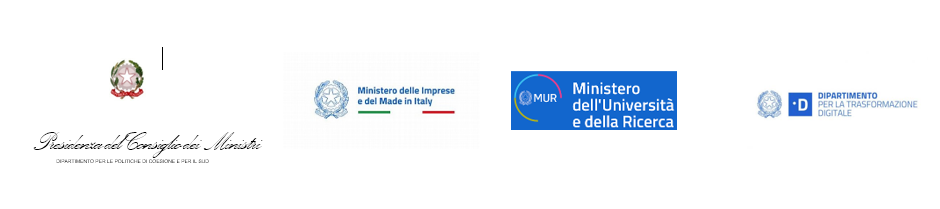 Presidenza del Consiglio dei Ministri
DIPARTIMENTO PER LE POLITICHE DI COESIONE E PER IL SUD
Ministero delle Imprese
e del Made in Italy
MUR
Ministero
dell'Università
e della Ricerca
D
DIPARTIMENTO
PER LA TRASFORMAZIONE
DIGITALE